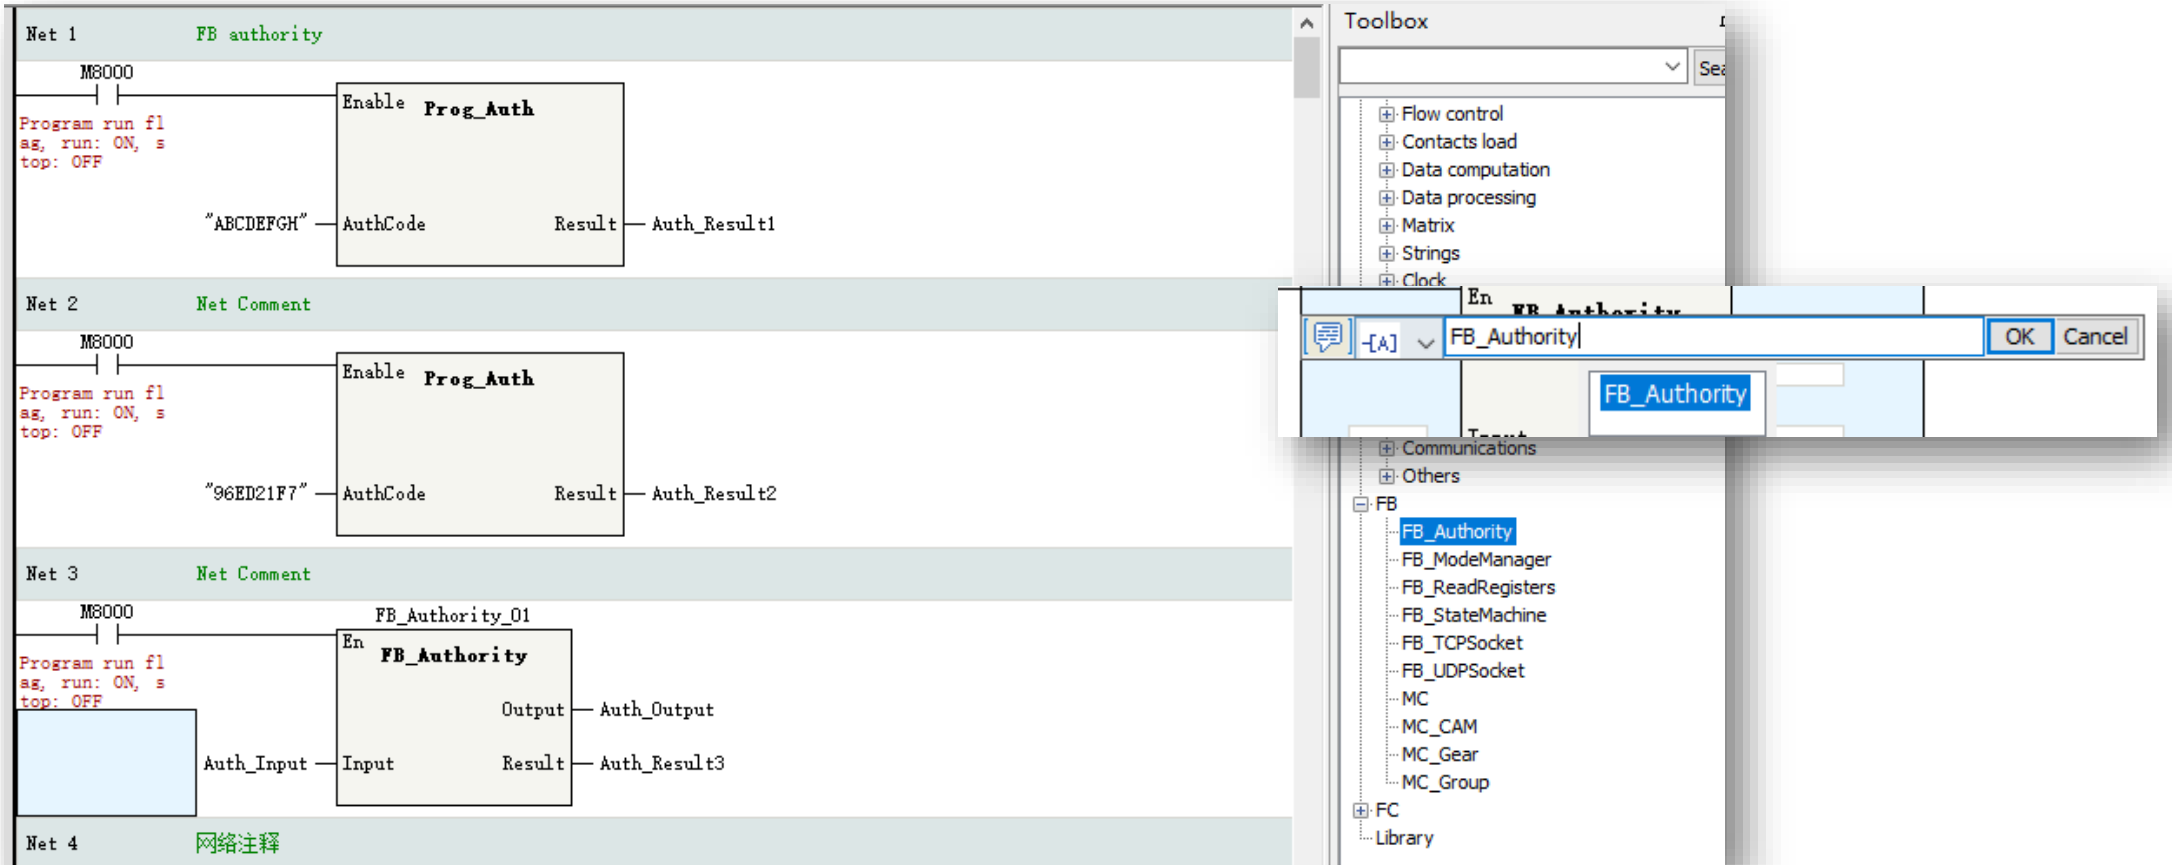 Net 1
FB authority
M8000
Program run fl
ag, run: ON, s
top: OFF
Enable
Prog_Auth
"ABCDEFGH"
AuthCode
Result
Auth_Result1
Net 2
Net Comment
M8000
Program run fl
ag, run: ON, s
top: OFF
Enable
Prog_Auth
"96ED21F7"
AuthCode
Result
Auth_Result2
Net 3
Net Comment
M8000
Program run fl
ag, run: ON, s
top: OFF
FB_Authority_01
En
FB_Authority
Output
Auth_Output
Auth_Input
Input
Result
Auth_Result3
Net 4
网络注释
Toolbox
Flow control
Contacts load
Data computation
Data processing
Matrix
Strings
Clock
En
FB_Authority
[A]
FB_Authority
OK
Cancel
FB_Authority
Input
Communications
Others
FB
FB_Authority
FB_ModeManager
FB_ReadRegisters
FB_StateMachine
FB_TCPSocket
FB_UDPSocket
MC
MC_CAM
MC_Gear
MC_Group
FC
Library